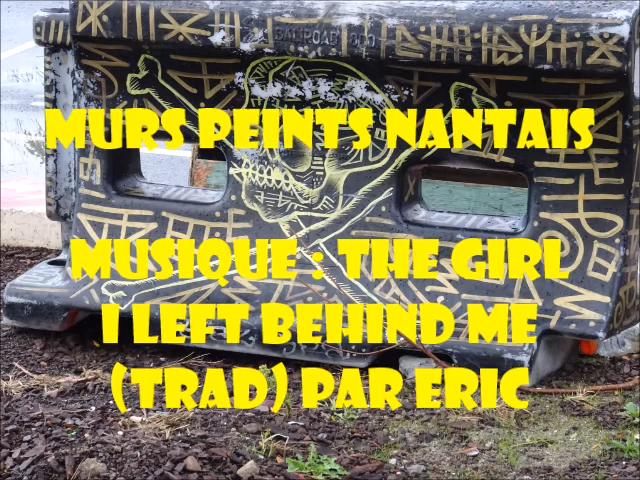 MURS PEINTS NANTAIS
MUSIQUE : THE GIRL
I LEFT BEHIND ME
(TRAD) PAR ERIC